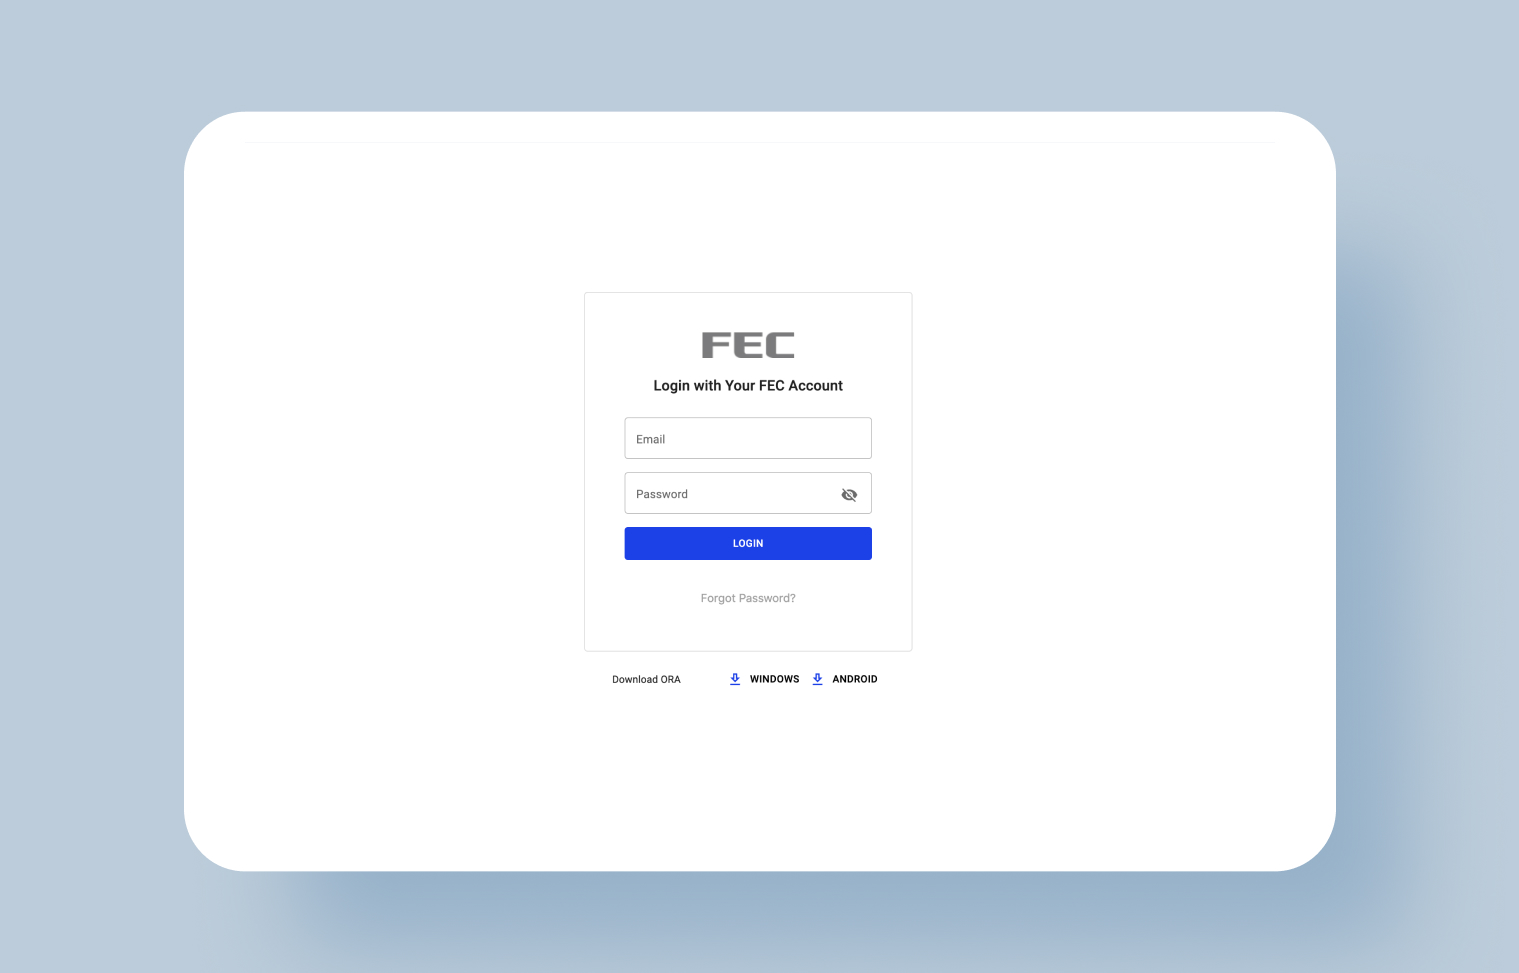 FEC
Login with Your FEC Account
Email
Password
LOGIN
Forgot Password?
Download ORA WINDOWS ANDROID